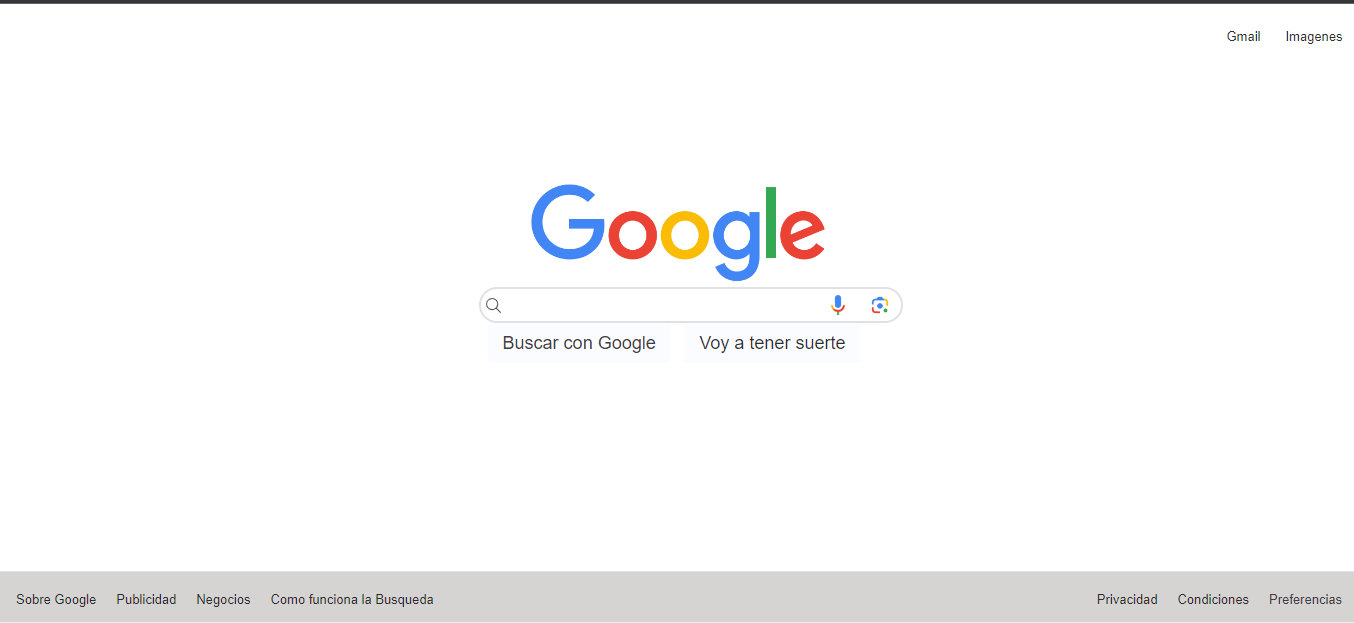 Gmail Imagenes
Google
Buscar con Google Voy a tener suerte
Sobre Google Publicidad Negocios Como funciona la Busqueda Privacidad Condiciones Preferencias